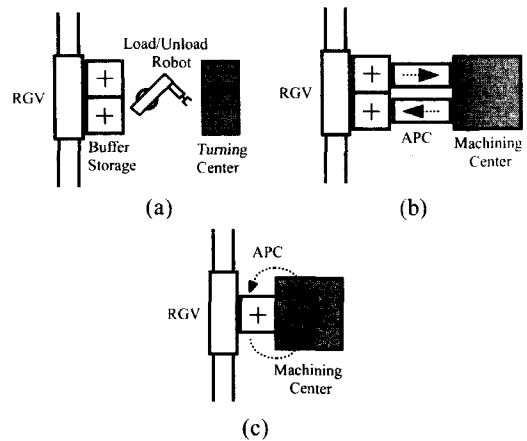 Load/Unload
Robot
RGV
Buffer
Storage
Turning
Center
(a)
RGV
APC
Machining
Center
(b)
APC
RGV
Machining
Center
(c)